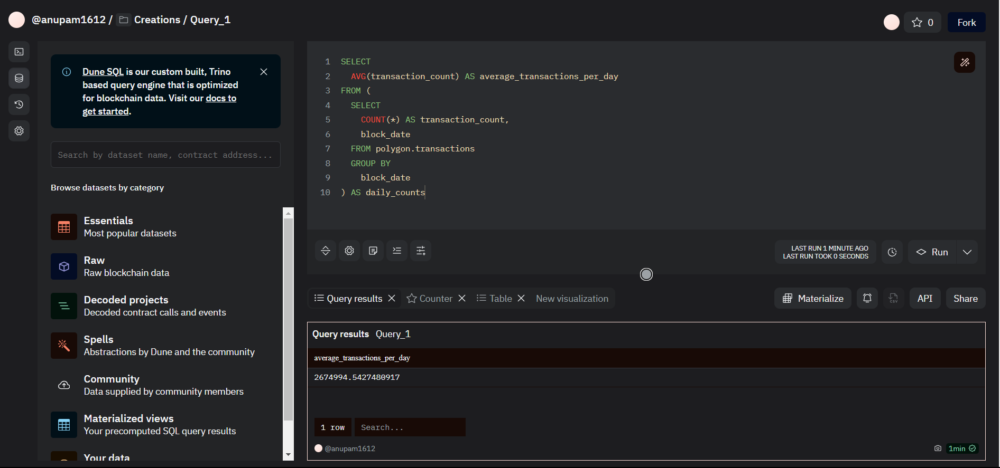 @anupam1612 / Creations / Query_1
0
Fork
Dune SQL is our custom built, Trino
based query engine that is optimized
for blockchain data. Visit our docs to
get started.
Search by dataset name, contract address...
Browse datasets by category
Essentials
Most popular datasets
Raw
Raw blockchain data
Decoded projects
Decoded contract calls and events
Spells
Abstractions by Dune and the community
Community
Data supplied by community members
Materialized views
Your precomputed SQL query results
Your data
1 SELECT
2 AVG(transaction_count) AS average_transactions_per_day
3 FROM (
4 SELECT
5 COUNT(*) AS transaction_count,
6 block_date
7 FROM polygon.transactions
8 GROUP BY
9 block_date
10 ) AS daily_counts
LAST RUN 1 MINUTE AGO
LAST RUN TOOK 0 SECONDS
Run
Query results
Counter
Table
New visualization
Materialize
CSV
API
Share
Query results Query_1
average_transactions_per_day
2674994.5427480917
1 row
Search...
@anupam1612
1min